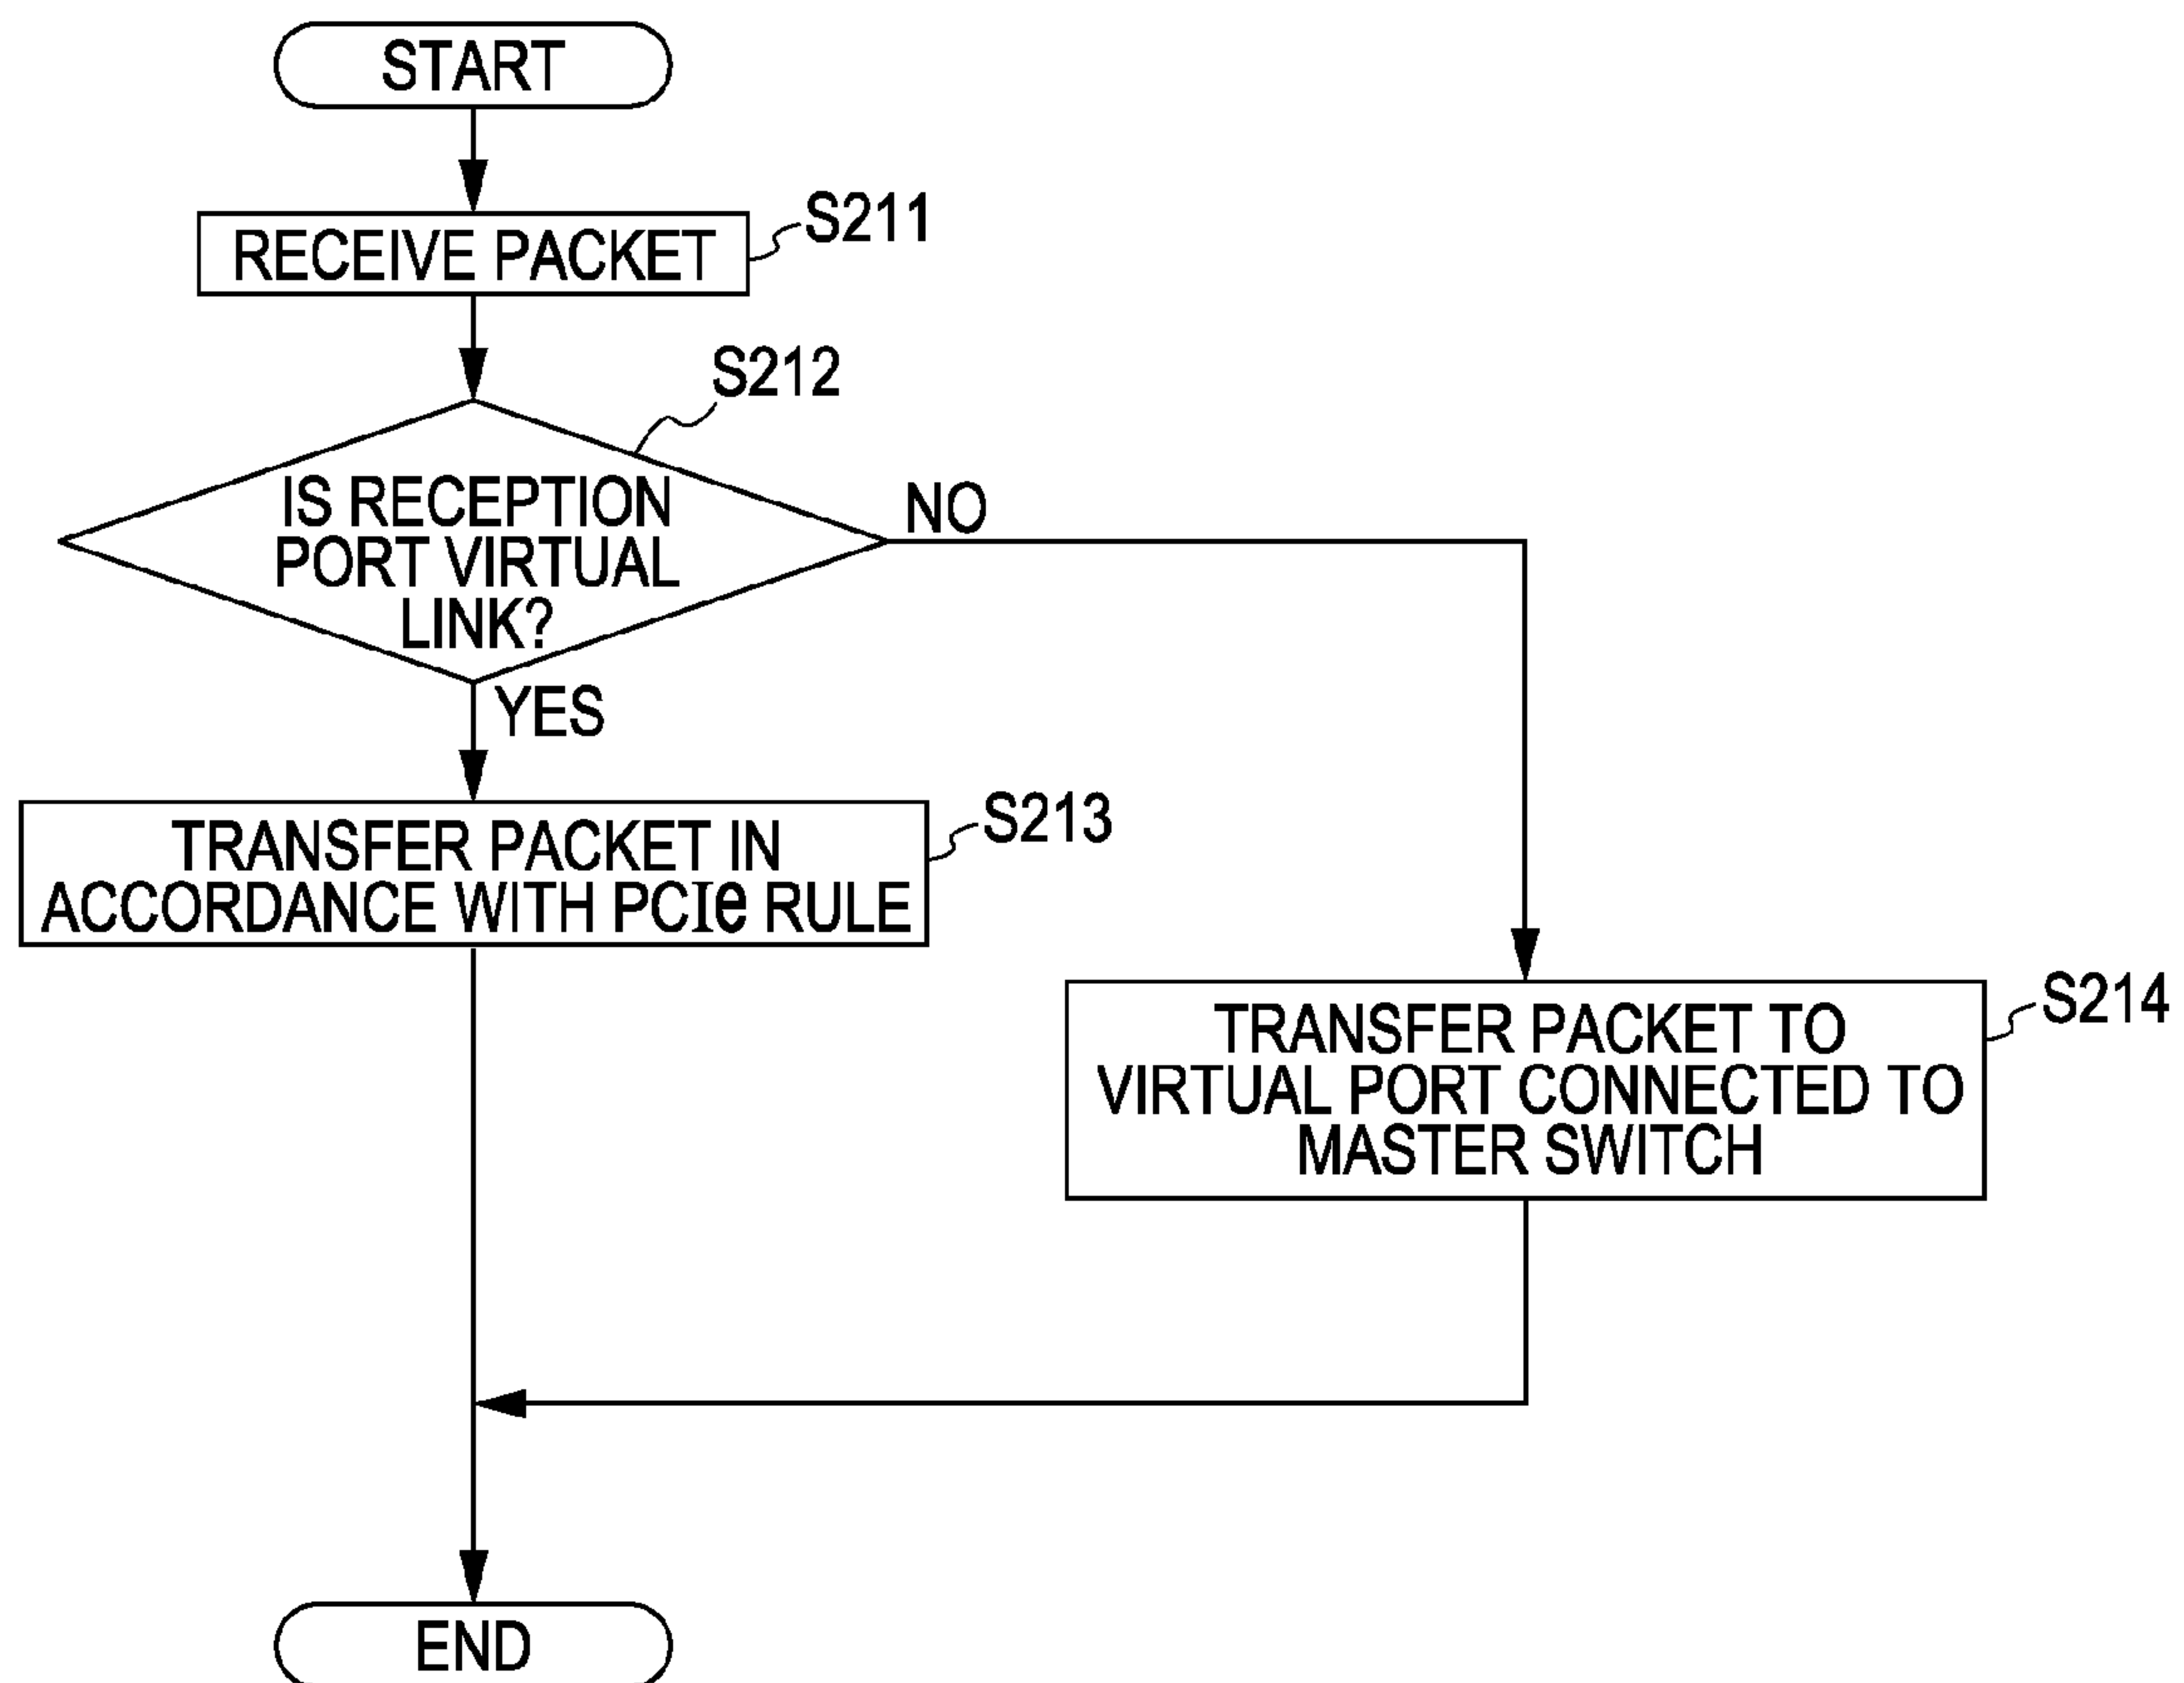 START
RECEIVE PACKET
S211
S212
IS RECEPTION
PORT VIRTUAL
LINK?
NO
YES
TRANSFER PACKET IN
ACCORDANCE WITH PCIe RULE
S213
TRANSFER PACKET TO
VIRTUAL PORT CONNECTED TO
MASTER SWITCH
S214
END